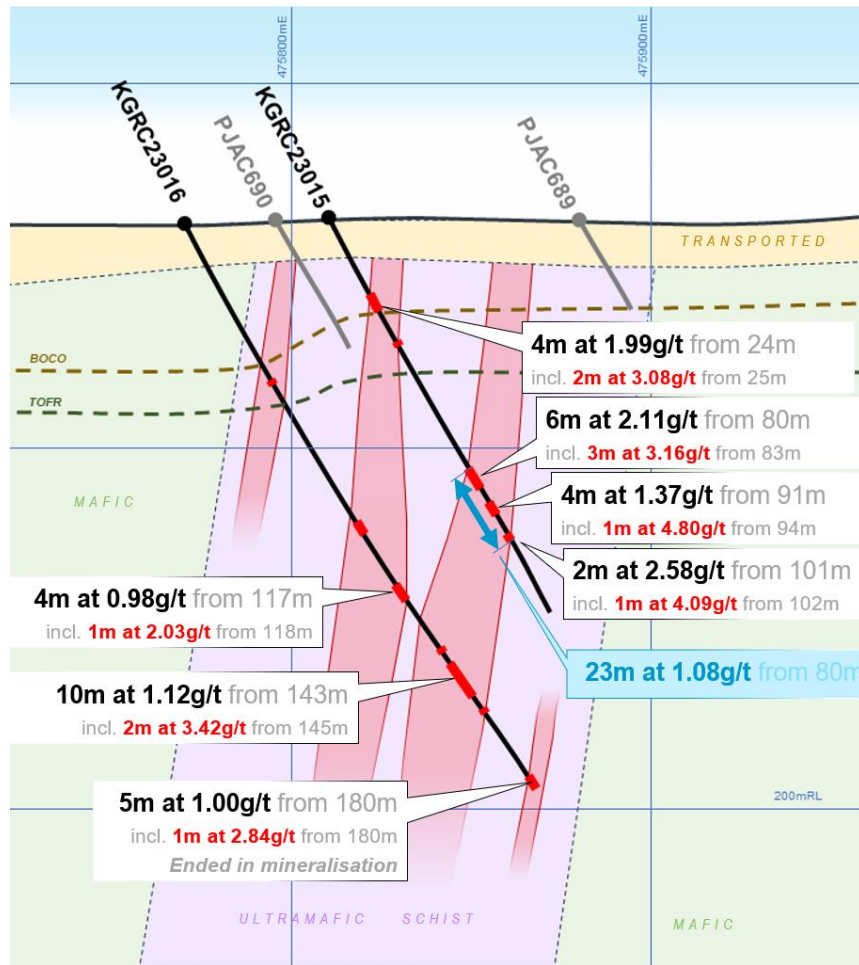 475800mE
475900mE
KGRC23016
PJAC690
KGRC23015
PJAC689
TRANSPORTED
BOCO
TOFR
4m at 1.99g/t from 24m
incl. 2m at 3.08g/t from 25m
6m at 2.11g/t from 80m
incl. 3m at 3.16g/t from 83m
MAFIC
4m at 1.37g/t from 91m
incl. 1m at 4.80g/t from 94m
2m at 2.58g/t from 101m
incl. 1m at 4.09g/t from 102m
4m at 0.98g/t from 117m
incl. 1m at 2.03g/t from 118m
23m at 1.08g/t from 80m
10m at 1.12g/t from 143m
incl. 2m at 3.42g/t from 145m
5m at 1.00g/t from 180m
incl. 1m at 2.84g/t from 180m
Ended in mineralisation
200mRL
ULTRAMAFIC SCHIST
MAFIC